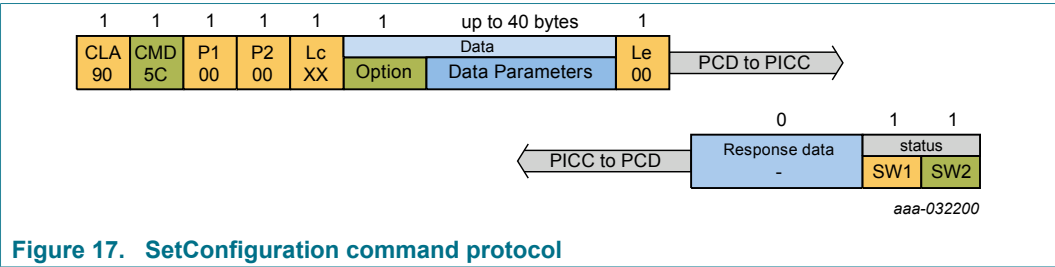 1 1 1 1 1 1 up to 40 bytes 1
CLA CMD P1 P2 Lc Data Le
90 5C 00 00 XX Option Data Parameters 00
PCD to PICC
0 1 1
Response data status
- SW1 SW2
PICC to PCD
aaa-032200
Figure 17. SetConfiguration command protocol